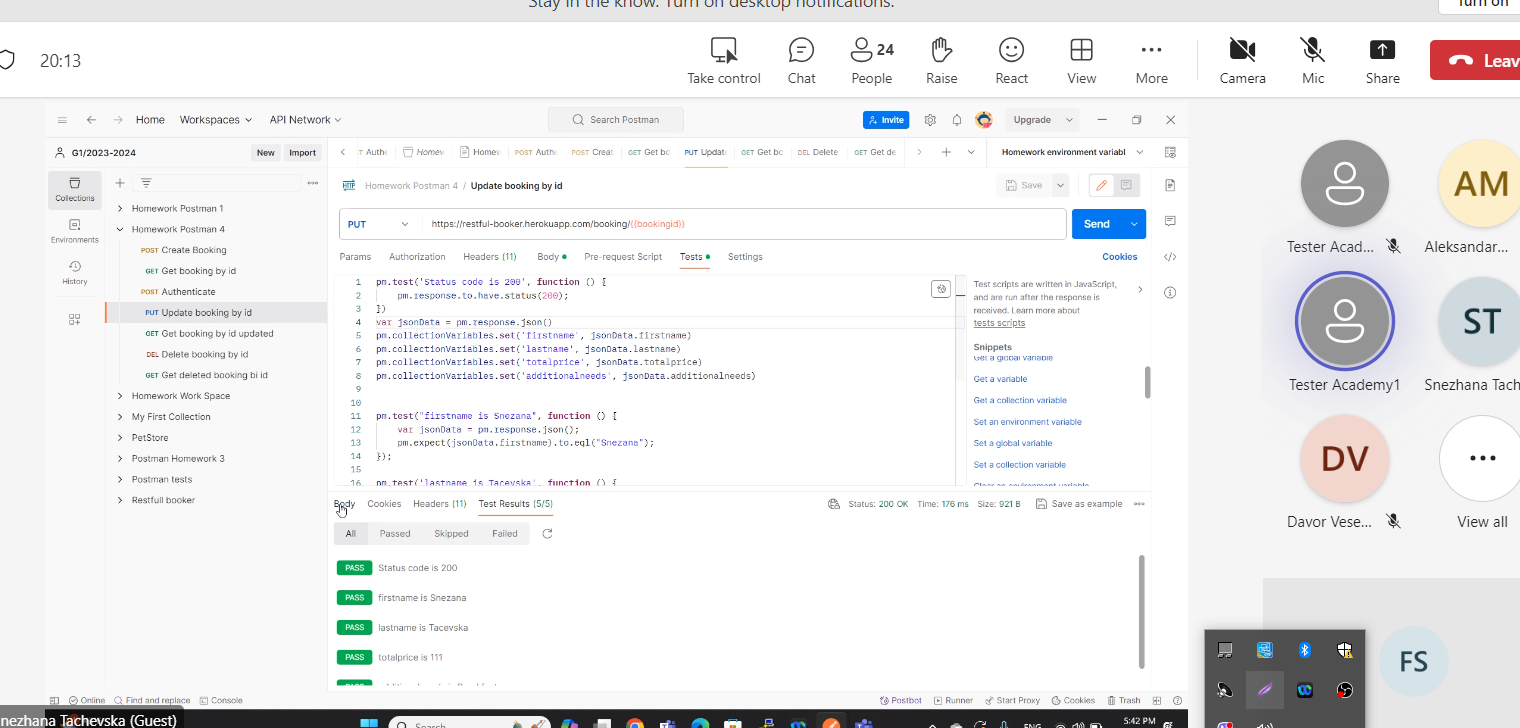 Stay in the know. Turn on desktop notifications.
Turn on
20:13
Take control
Chat
24
People
Raise
React
View
More
Camera
Mic
Share
Leav
Home
Workspaces
API Network
Search Postman
Invite
Upgrade
G1/2023-2024
New
Import
T Authe
Homew
Homew
POST Authe
POST Creat
GET Get bo
PUT Updat
GET Get bo
DEL Delete
GET Get de
Homework environment variabl
Collections
Environments
History
Homework Postman 1
Homework Postman 4
POST Create Booking
GET Get booking by id
POST Authenticate
PUT Update booking by id
GET Get booking by id updated
DEL Delete booking by id
GET Get deleted booking bi id
Homework Work Space
My First Collection
PetStore
Postman Homework 3
Postman tests
Restfull booker
HTTP Homework Postman 4 / Update booking by id
Save
PUT
https://restful-booker.herokuapp.com/booking/{{bookingid}}
Send
Params
Authorization
Headers (11)
Body
Pre-request Script
Tests
Settings
Cookies
1 pm.test('Status code is 200', function () {
2 pm.response.to.have.status(200);
3 })
4 var jsonData = pm.response.json()
5 pm.collectionVariables.set('firstname', jsonData.firstname)
6 pm.collectionVariables.set('lastname', jsonData.lastname)
7 pm.collectionVariables.set('totalprice', jsonData.totalprice)
8 pm.collectionVariables.set('additionalneeds', jsonData.additionalneeds)
9
10
11 pm.test("firstname is Snezana", function () {
12 var jsonData = pm.response.json();
13 pm.expect(jsonData.firstname).to.eql("Snezana");
14 });
15
16 pm.test('lastname is Tacevska', function () {
Test scripts are written in JavaScript,
and are run after the response is
received. Learn more about
tests scripts
Snippets
Get a global variable
Get a variable
Get a collection variable
Set an environment variable
Set a global variable
Set a collection variable
Clear an environment variable
Body
Cookies
Headers (11)
Test Results (5/5)
Status: 200 OK
Time: 176 ms
Size: 921 B
Save as example
All
Passed
Skipped
Failed
PASS Status code is 200
PASS firstname is Snezana
PASS lastname is Tacevska
PASS totalprice is 111
Online
Find and replace
Console
Postbot
Runner
Start Proxy
Cookies
Trash
nezhana Tachevska (Guest)
Search
ENG
5:42 PM
Tester Acad...
AM
Aleksandar...
Tester Academy1
ST
Snezhana Tach
DV
Davor Vese...
View all
FS